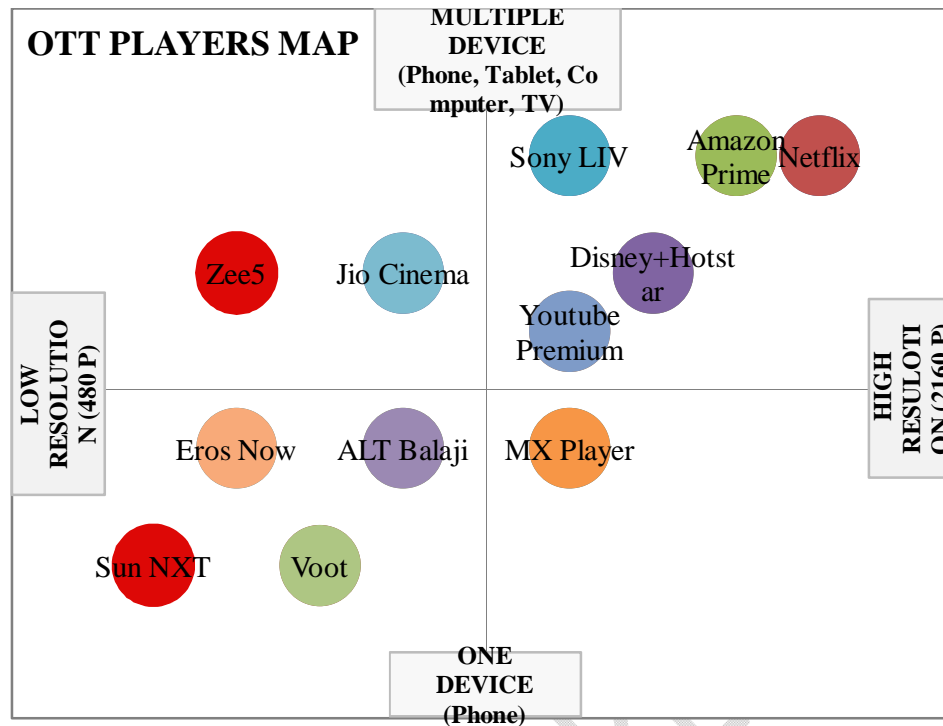 OTT PLAYERS MAP
MULTIPLE
DEVICE
(Phone, Tablet, Co
mputer, TV)
Sony LIV
Amazon
Prime
Netflix
Zee5
Jio Cinema
Disney+Hotst
ar
Youtube
Premium
LOW
RESOLUTIO
N (480 P)
HIGH
RESULOTI
ON (2160 P)
Eros Now
ALT Balaji
MX Player
Sun NXT
Voot
ONE
DEVICE
(Phone)